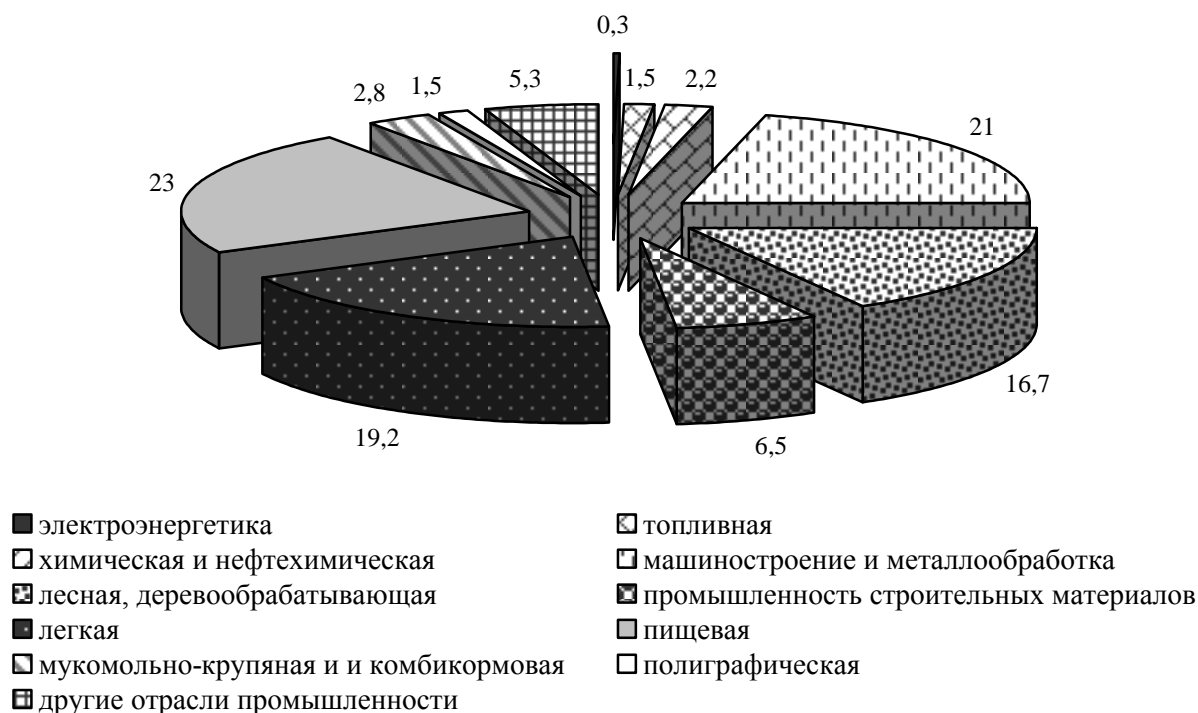 0,3
2,8 1,5 5,3 1,5 2,2
21
23
16,7
19,2
6,5
электроэнергетика топливная
химическая и нефтехимическая машиностроение и металлообработка
лесная, деревообрабатывающая промышленность строительных материалов
легкая пищевая
мукомольно-крупяная и и комбикормовая полиграфическая
другие отрасли промышленности